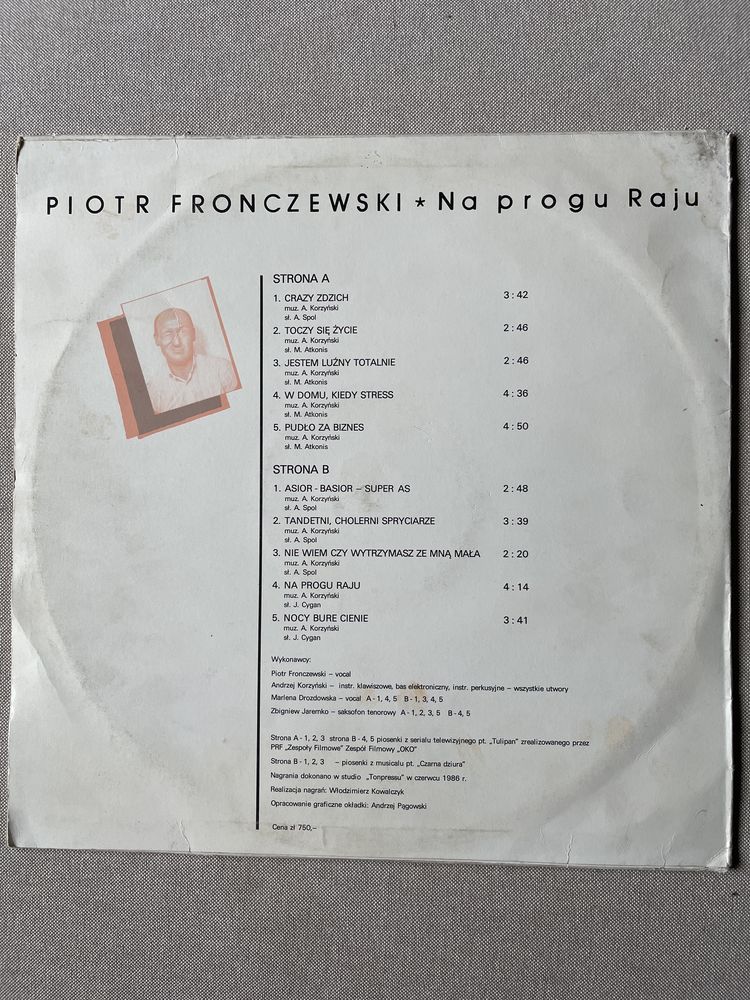 PIOTR FRONCZEWSKI * Na progu Raju
STRONA A
1. CRAZY ZDZICH 3 : 42
muz. A. Korzyński
sł. A. Spol
2. TOCZY SIĘ ŻYCIE 2 : 46
muz. A. Korzyński
sł. M. Atkonis
3. JESTEM LUŹNY TOTALNIE 2 : 46
muz. A. Korzyński
sł. M. Atkonis
4. W DOMU, KIEDY STRESS 4 : 36
muz. A. Korzyński
sł. M. Atkonis
5. PUDŁO ZA BIZNES 4 : 50
muz. A. Korzyński
sł. M. Atkonis
STRONA B
1. ASIOR - BASIOR – SUPER AS 2 : 48
muz. A. Korzyński
sł. A. Spol
2. TANDETNI, CHOLERNI SPRYCIARZE 3 : 39
muz. A. Korzyński
sł. A. Spol
3. NIE WIEM CZY WYTRZYMASZ ZE MNĄ MAŁA 2 : 20
muz. A. Korzyński
sł. A. Spol
4. NA PROGU RAJU 4 : 14
muz. A. Korzyński
sł. J. Cygan
5. NOCY BURE CIENIE 3 : 41
muz. A. Korzyński
sł. J. Cygan
Wykonawcy:
Piotr Fronczewski – vocal
Andrzej Korzyński – instr. klawiszowe, bas elektroniczny, instr. perkusyjne – wszystkie utwory
Marlena Drozdowska – vocal A - 1, 4, 5 B - 1, 3, 4, 5
Zbigniew Jaremko – saksofon tenorowy A - 1, 2, 3, 5 B - 4, 5
Strona A - 1, 2, 3 strona B - 4, 5 piosenki z serialu telewizyjnego pt. „Tulipan" zrealizowanego przez
PRF „Zespoły Filmowe" Zespół Filmowy „OKO"
Strona B - 1, 2, 3 – piosenki z musicalu pt. „Czarna dziura"
Nagrania dokonano w studio „Tonpressu" w czerwcu 1986 r.
Realizacja nagrań: Włodzimierz Kowalczyk
Opracowanie graficzne okładki: Andrzej Pągowski
Cena zł 750,–